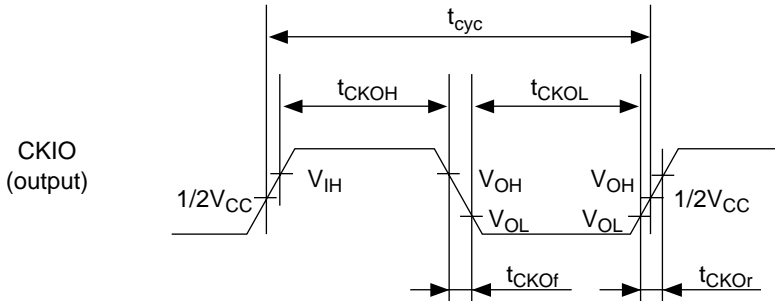 tcyc
tCKOH
tCKOL
CKIO
(output)
1/2VCC
VIH
VOH
VOL
VOH
VOL
1/2VCC
tCKOf
tCKOr